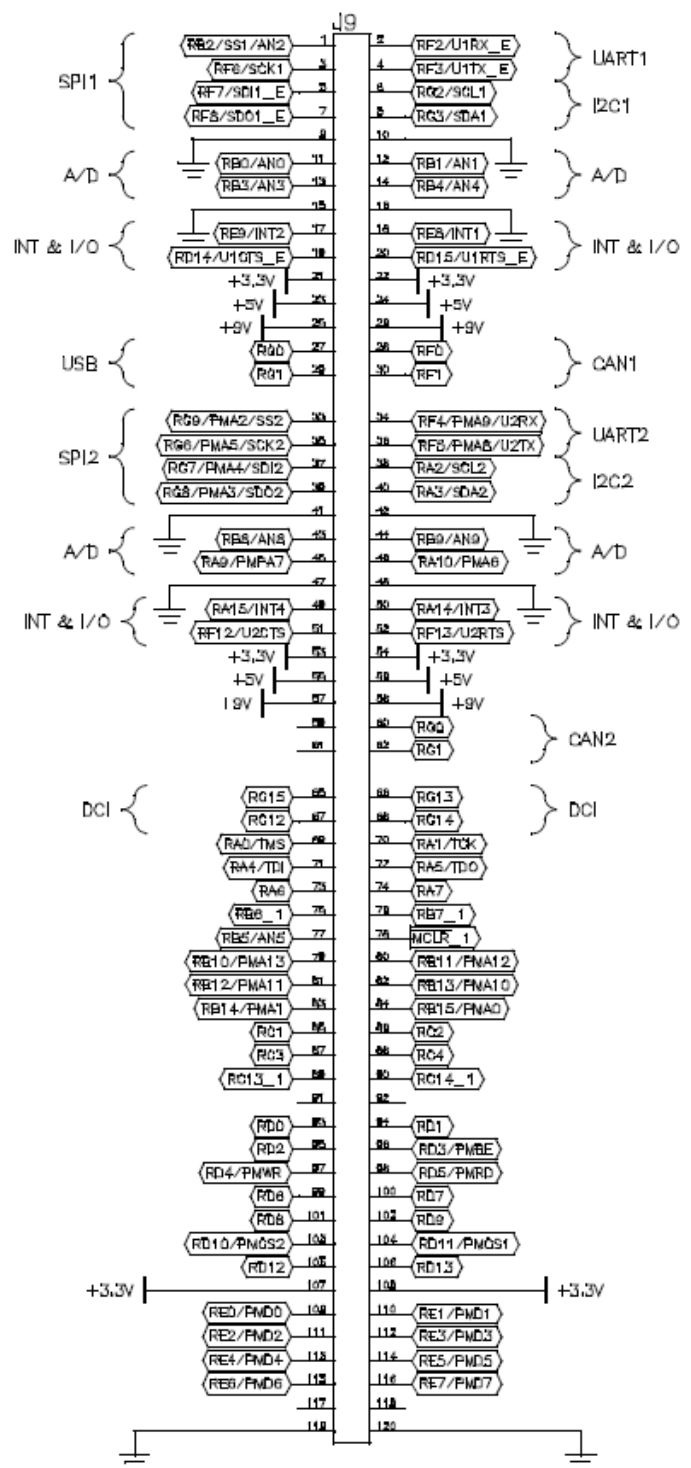 J9
RB2/SS1/AN2 1 2 RF2/U1RX_E
RF6/SCK1 3 4 RF3/U1TX_E UART1
SPI1 RF7/SDI1_E 5 6 RG2/SCL1
RF8/SDO1_E 7 8 RG3/SDA1 I2C1
9 10
A/D RB0/AN0 11 12 RB1/AN1 A/D
RB3/AN3 13 14 RB4/AN4
15 16
INT & I/O RE9/INT2 17 18 RE8/INT1 INT & I/O
RD14/U1CTS_E 19 20 RD15/U1RTS_E
+3.3V 21 22 +3.3V
+5V 23 24 +5V
+9V 25 26 +9V
USB RG0 27 28 RF0 CAN1
RG1 29 30 RF1
RG9/PMA2/SS2 33 34 RF4/PMA9/U2RX
RG6/PMA5/SCK2 35 36 RF5/PMA8/U2TX UART2
SPI2 RG7/PMA4/SDI2 37 38 RA2/SCL2
RG8/PMA3/SDO2 39 40 RA3/SDA2 I2C2
41 42
A/D RB8/AN8 43 44 RB9/AN9 A/D
RA9/PMPA7 45 46 RA10/PMA6
47 48
INT & I/O RA15/INT4 49 50 RA14/INT3 INT & I/O
RF12/U2CTS 51 52 RF13/U2RTS
+3.3V 53 54 +3.3V
+5V 55 56 +5V
57 58 +9V
59 60 RG0 CAN2
61 62 RG1
DCI RG15 65 66 RG13 DCI
RG12 67 68 RG14
RA0/TMS 69 70 RA1/TCK
RA4/TDI 71 72 RA5/TDO
RA6 73 74 RA7
RB6_1 75 76 RB7_1
RB5/AN5 77 78 MCLR_1
RB10/PMA13 79 80 RB11/PMA12
RB12/PMA11 81 82 RB13/PMA10
RB14/PMA1 83 84 RB15/PMA0
RC1 85 86 RC2
RC3 87 88 RC4
RC13_1 89 90 RC14_1
91 92
RD0 93 94 RD1
RD2 95 96 RD3/PMBE
RD4/PMWR 97 98 RD5/PMRD
RD6 99 100 RD7
RD8 101 102 RD9
RD10/PMCS2 103 104 RD11/PMCS1
RD12 105 106 RD13
+3.3V 107 108 +3.3V
RE0/PMD0 109 110 RE1/PMD1
RE2/PMD2 111 112 RE3/PMD3
RE4/PMD4 113 114 RE5/PMD5
RE6/PMD6 115 116 RE7/PMD7
117 118
119 120